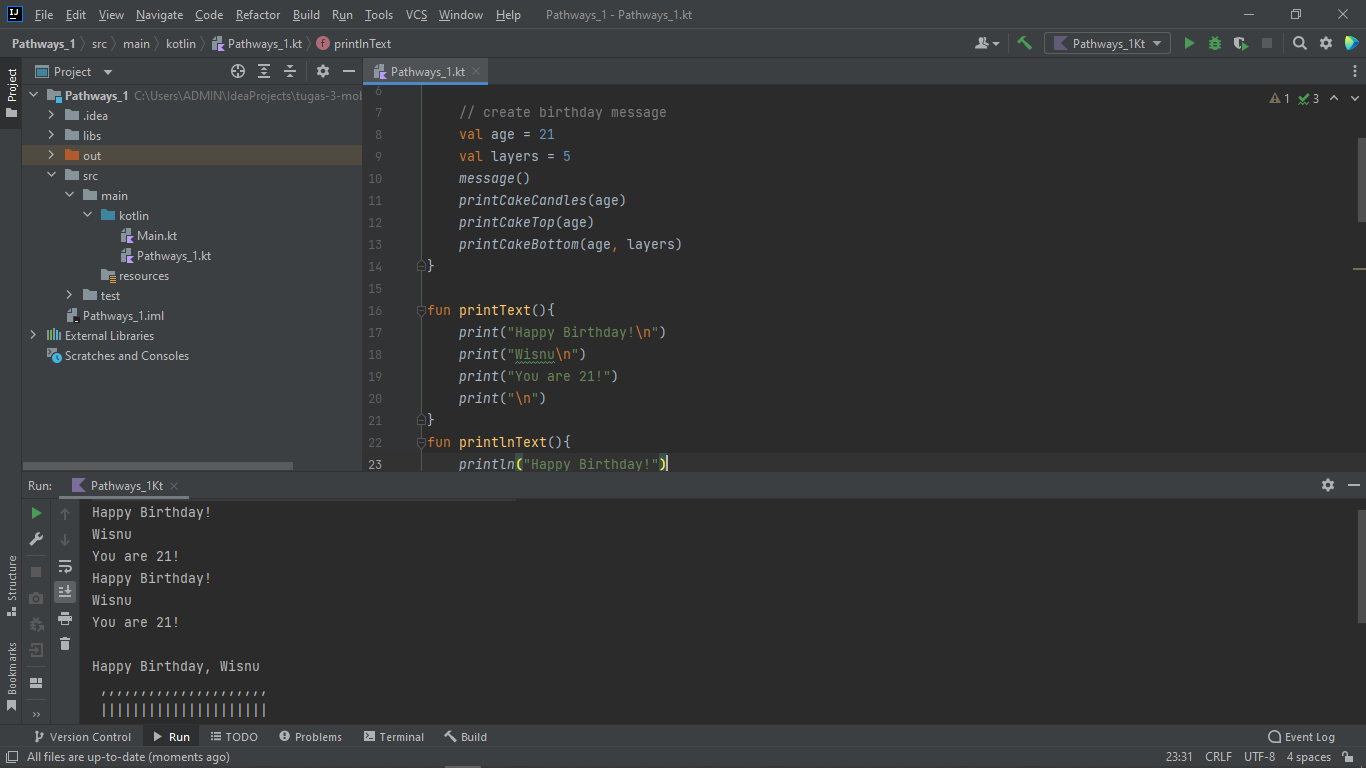 File Edit View Navigate Code Refactor Build Run Tools VCS Window Help Pathways_1 - Pathways_1.kt
Pathways_1 src main kotlin Pathways_1.kt f printlnText Pathways_1Kt
Project
Project
Pathways_1.kt
Pathways_1 C:\Users\ADMIN\IdeaProjects\tugas-3-mob
.idea
libs
out
src
main
kotlin
Main.kt
Pathways_1.kt
resources
test
Pathways_1.iml
External Libraries
Scratches and Consoles
1 3
6
7 // create birthday message
8 val age = 21
9 val layers = 5
10 message()
11 printCakeCandles(age)
12 printCakeTop(age)
13 printCakeBottom(age, layers)
14 }
15
16 fun printText(){
17 print("Happy Birthday!\n")
18 print("Wisnu\n")
19 print("You are 21!")
20 print("\n")
21 }
22 fun printlnText(){
23 println("Happy Birthday!")
Run: Pathways_1Kt
Happy Birthday!
Wisnu
You are 21!
Happy Birthday!
Wisnu
You are 21!
Happy Birthday, Wisnu
,,,,,,,,,,,,,,,,,,,,,
|||||||||||||||||||||
Structure
Bookmarks
Version Control Run TODO Problems Terminal Build Event Log
All files are up-to-date (moments ago) 23:31 CRLF UTF-8 4 spaces